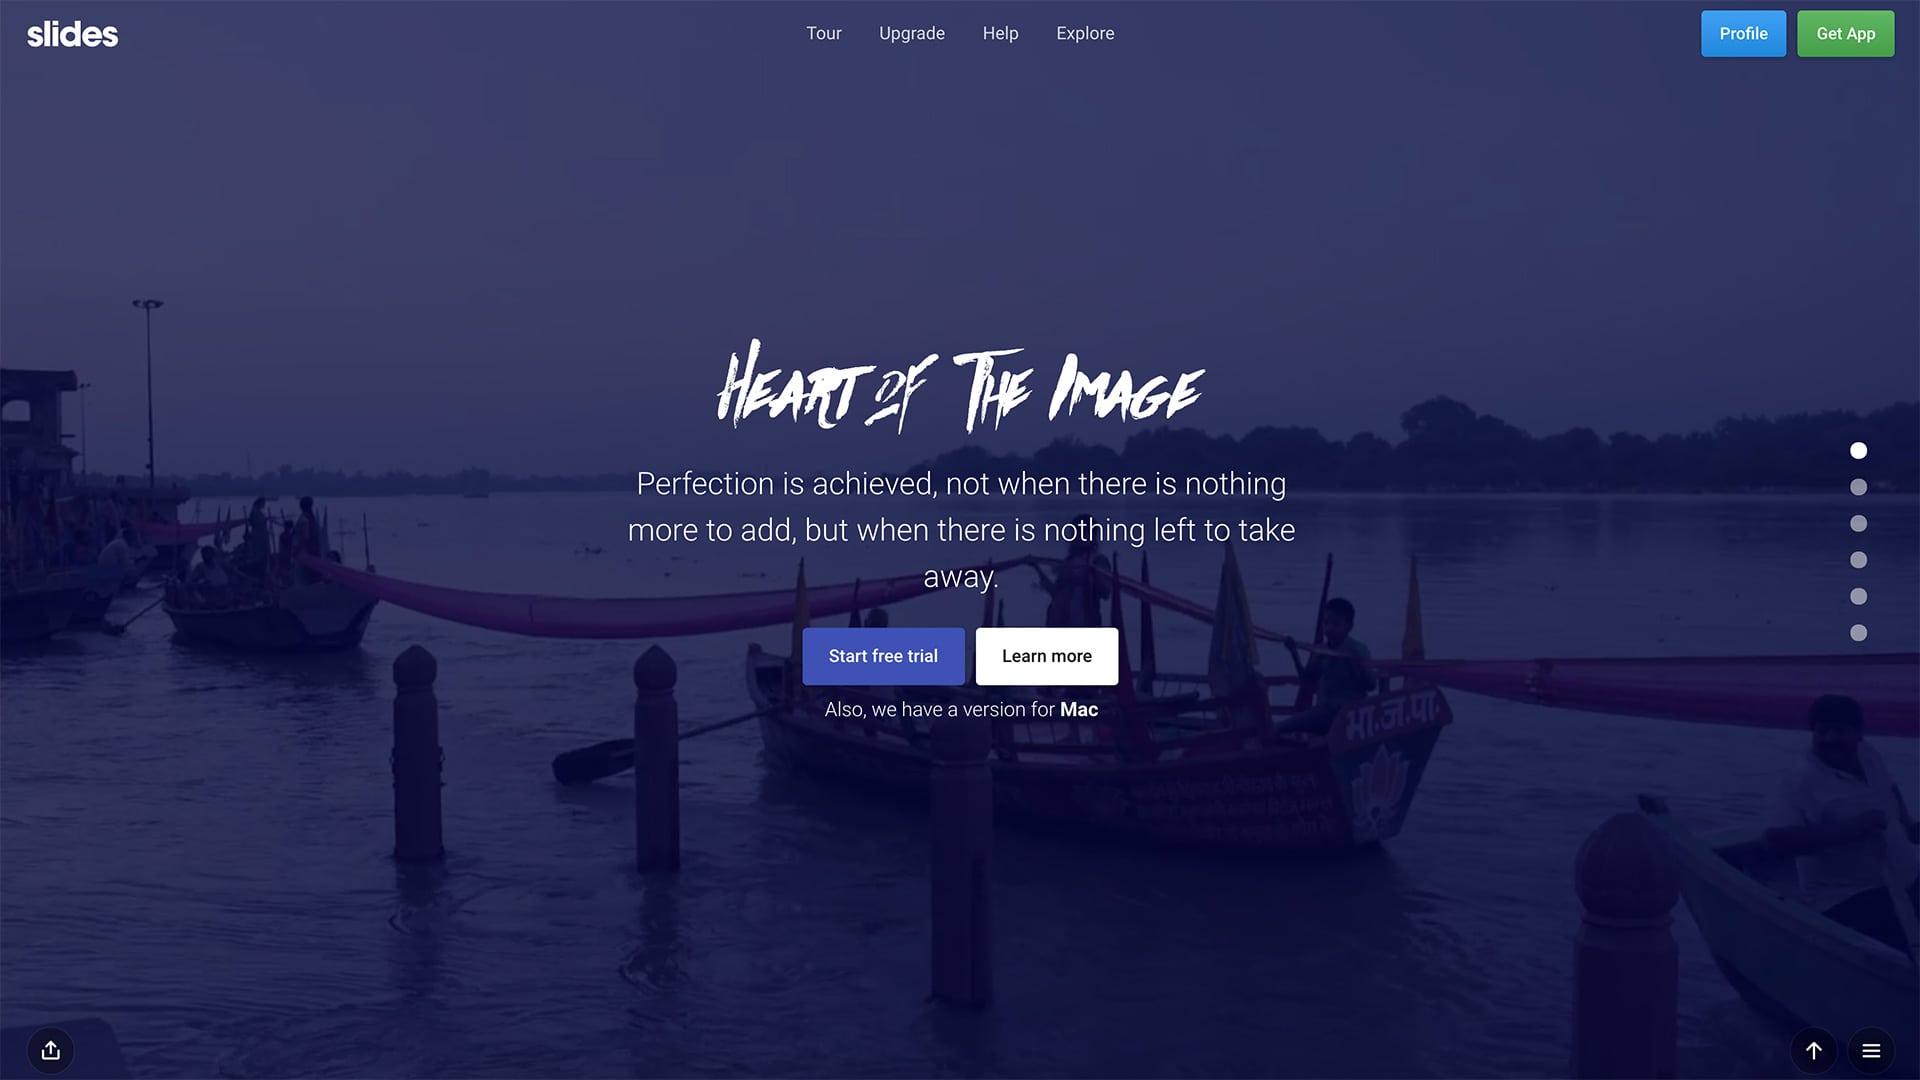 slides
Tour
Upgrade
Help
Explore
Profile
Get App
Heart of The Image
Perfection is achieved, not when there is nothing
more to add, but when there is nothing left to take
away.
Start free trial
Learn more
Also, we have a version for Mac
भा.ज.पा.